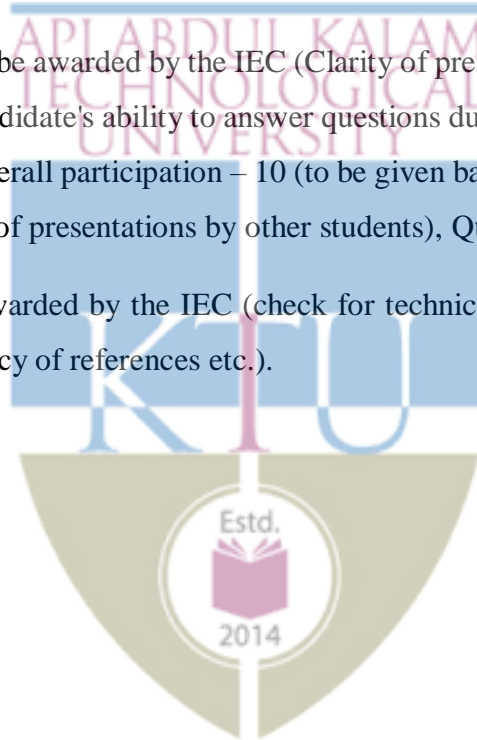 API ABDUL KALAM
be awarded by the IEC (Clarity of pre
TECHNOLOGICAL
didate's ability to answer questions du
UNIVERSITY
erall participation – 10 (to be given ba
of presentations by other students), Qu
warded by the IEC (check for technic
cy of references etc.).
KTU
Estd.
2014